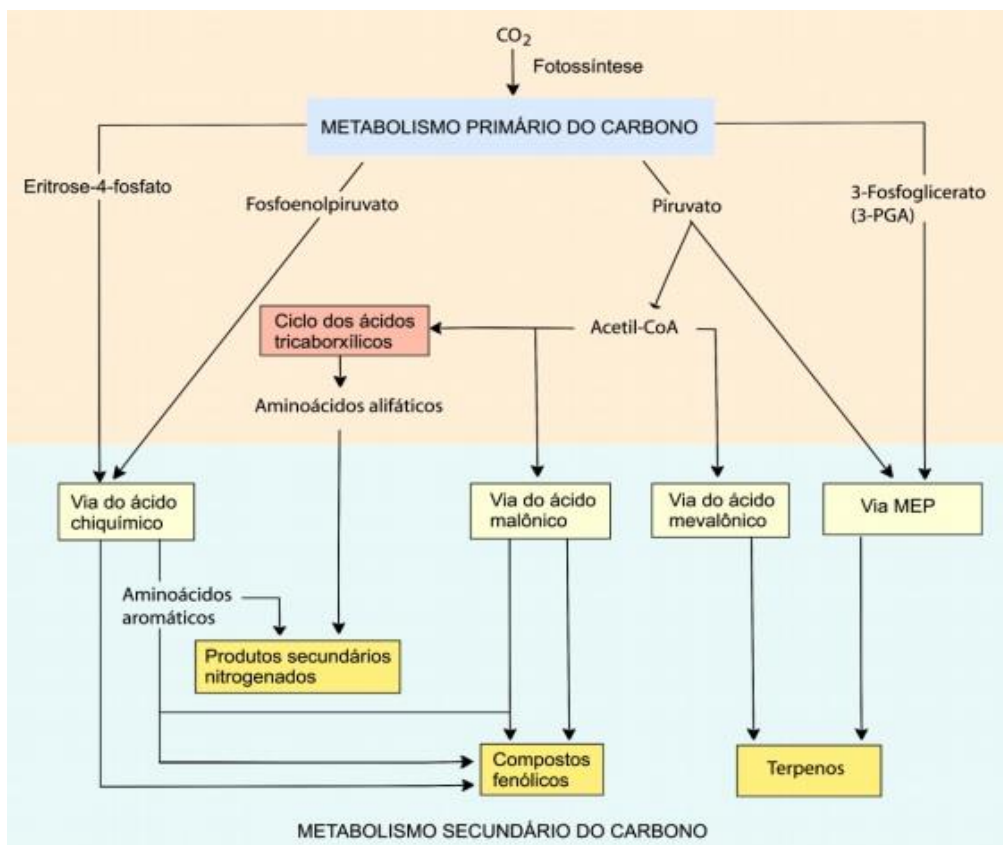 CO2
Fotossíntese
METABOLISMO PRIMÁRIO DO CARBONO
Eritrose-4-fosfato
Fosfoenolpiruvato
Piruvato
3-Fosfoglicerato
(3-PGA)
Ciclo dos ácidos
tricaborxílicos
Acetil-CoA
Aminoácidos alifáticos
Via do ácido
chiquímico
Via do ácido
malônico
Via do ácido
mevalônico
Via MEP
Aminoácidos
aromáticos
Produtos secundários
nitrogenados
Compostos
fenólicos
Terpenos
METABOLISMO SECUNDÁRIO DO CARBONO